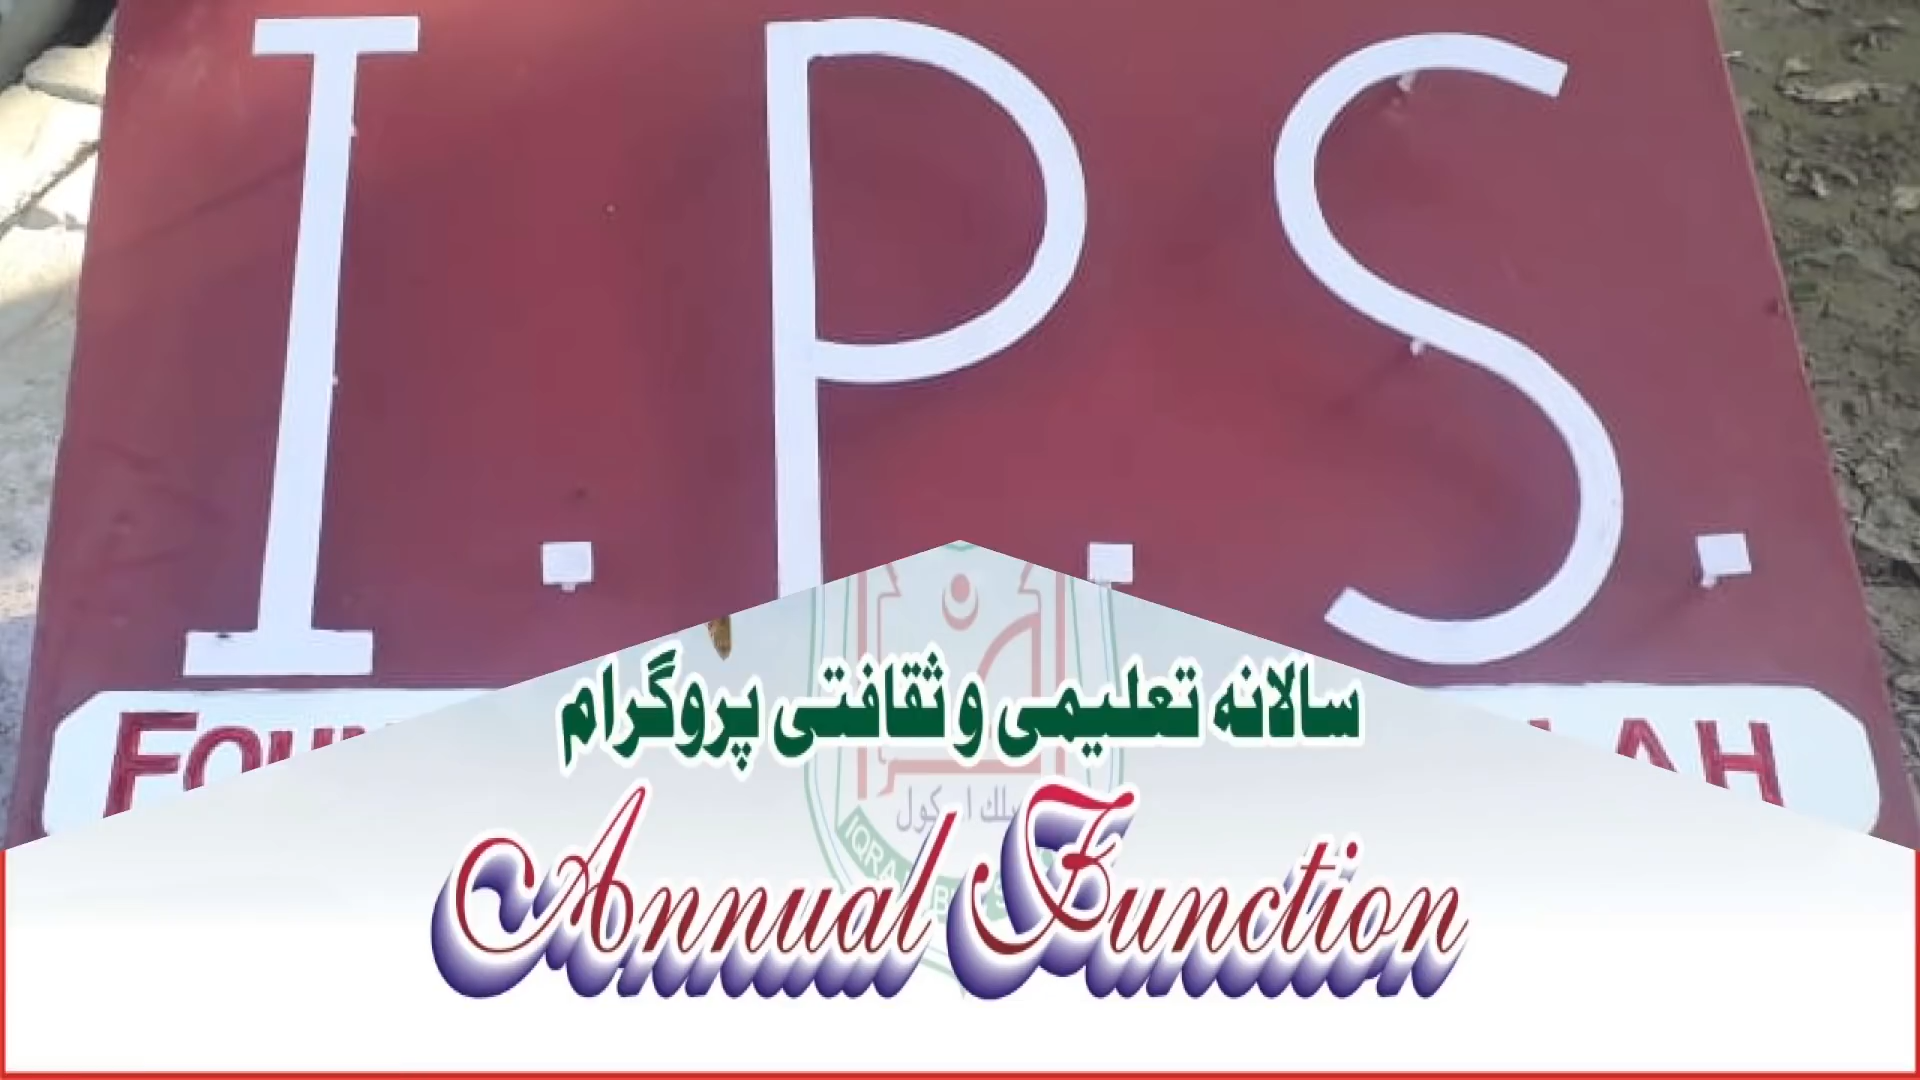 I.P.S.
سالانہ تعلیمی و ثقافتی پروگرام
Annual Function